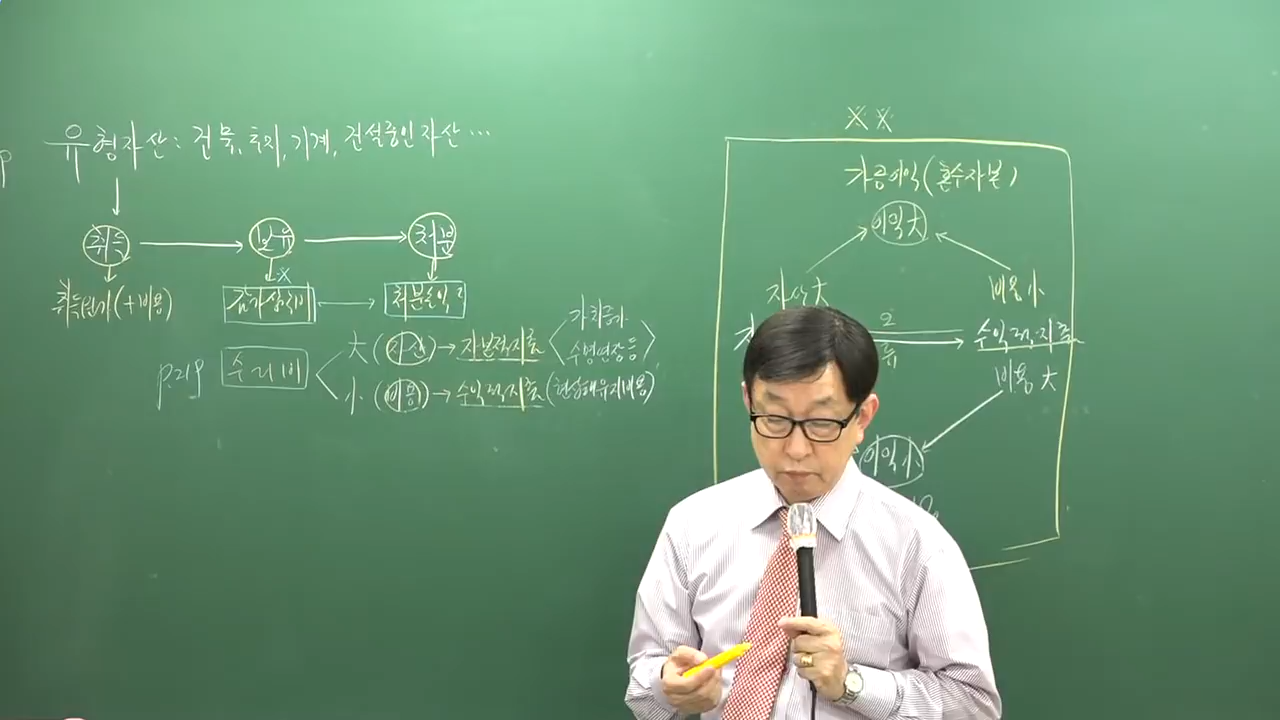 유형자산: 건물, 토지, 기계, 건설중인자산 …
취득 → 보유 → 처분
취득원가(+비용) 감가상각비 처분손익
p.219 수리비
大(자산) → 자본적지출 가치증가
수명연장 등
小(비용) → 수익적지출(현상태유지비용)
※※
가공이익(혼수자본)
이익大
자산大 비용小
오 수익적지출
류 비용大
이익小